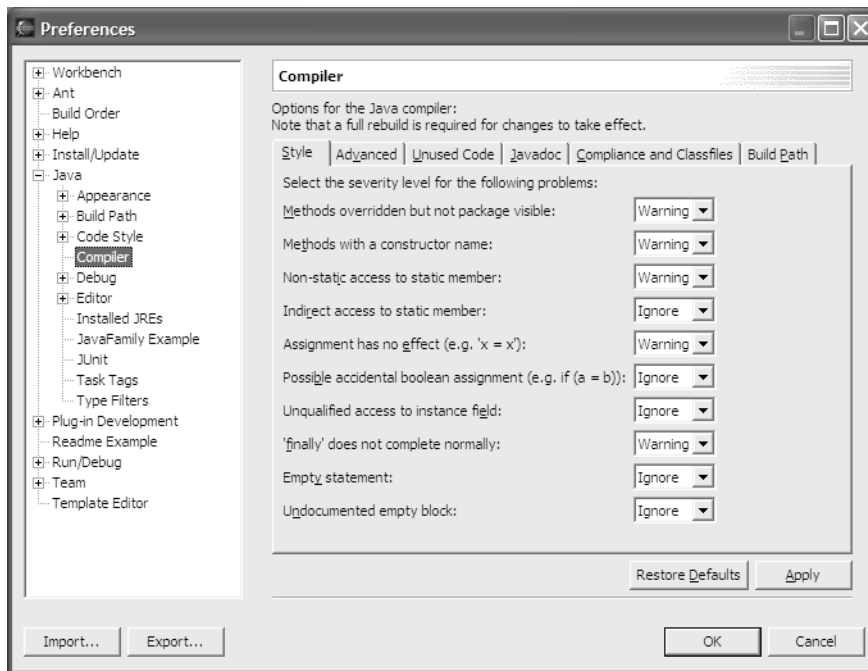 Preferences
Workbench
Ant
Build Order
Help
Install/Update
Java
Appearance
Build Path
Code Style
Compiler
Debug
Editor
Installed JREs
JavaFamily Example
JUnit
Task Tags
Type Filters
Plug-in Development
Readme Example
Run/Debug
Team
Template Editor
Compiler
Options for the Java compiler:
Note that a full rebuild is required for changes to take effect.
Style Advanced Unused Code Javadoc Compliance and Classfiles Build Path
Select the severity level for the following problems:
Methods overridden but not package visible: Warning
Methods with a constructor name: Warning
Non-static access to static member: Warning
Indirect access to static member: Ignore
Assignment has no effect (e.g. 'x = x'): Warning
Possible accidental boolean assignment (e.g. if (a = b)): Ignore
Unqualified access to instance field: Ignore
'finally' does not complete normally: Warning
Empty statement: Ignore
Undocumented empty block: Ignore
Restore Defaults Apply
Import... Export... OK Cancel